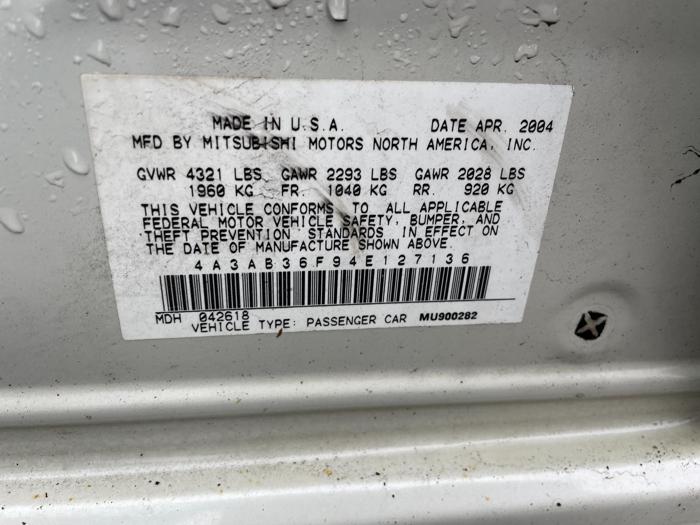 MADE IN U.S.A. DATE APR. 2004
MFD BY MITSUBISHI MOTORS NORTH AMERICA, INC.
GVWR 4321 LBS GAWR 2293 LBS GAWR 2028 LBS
1960 KG FR. 1040 KG RR. 920 KG
THIS VEHICLE CONFORMS TO ALL APPLICABLE
FEDERAL MOTOR VEHICLE SAFETY, BUMPER, AND
THEFT PREVENTION STANDARDS IN EFFECT ON
THE DATE OF MANUFACTURE SHOWN ABOVE.
4A3AB36F94E127136
MDH 042618
VEHICLE TYPE: PASSENGER CAR MU900282